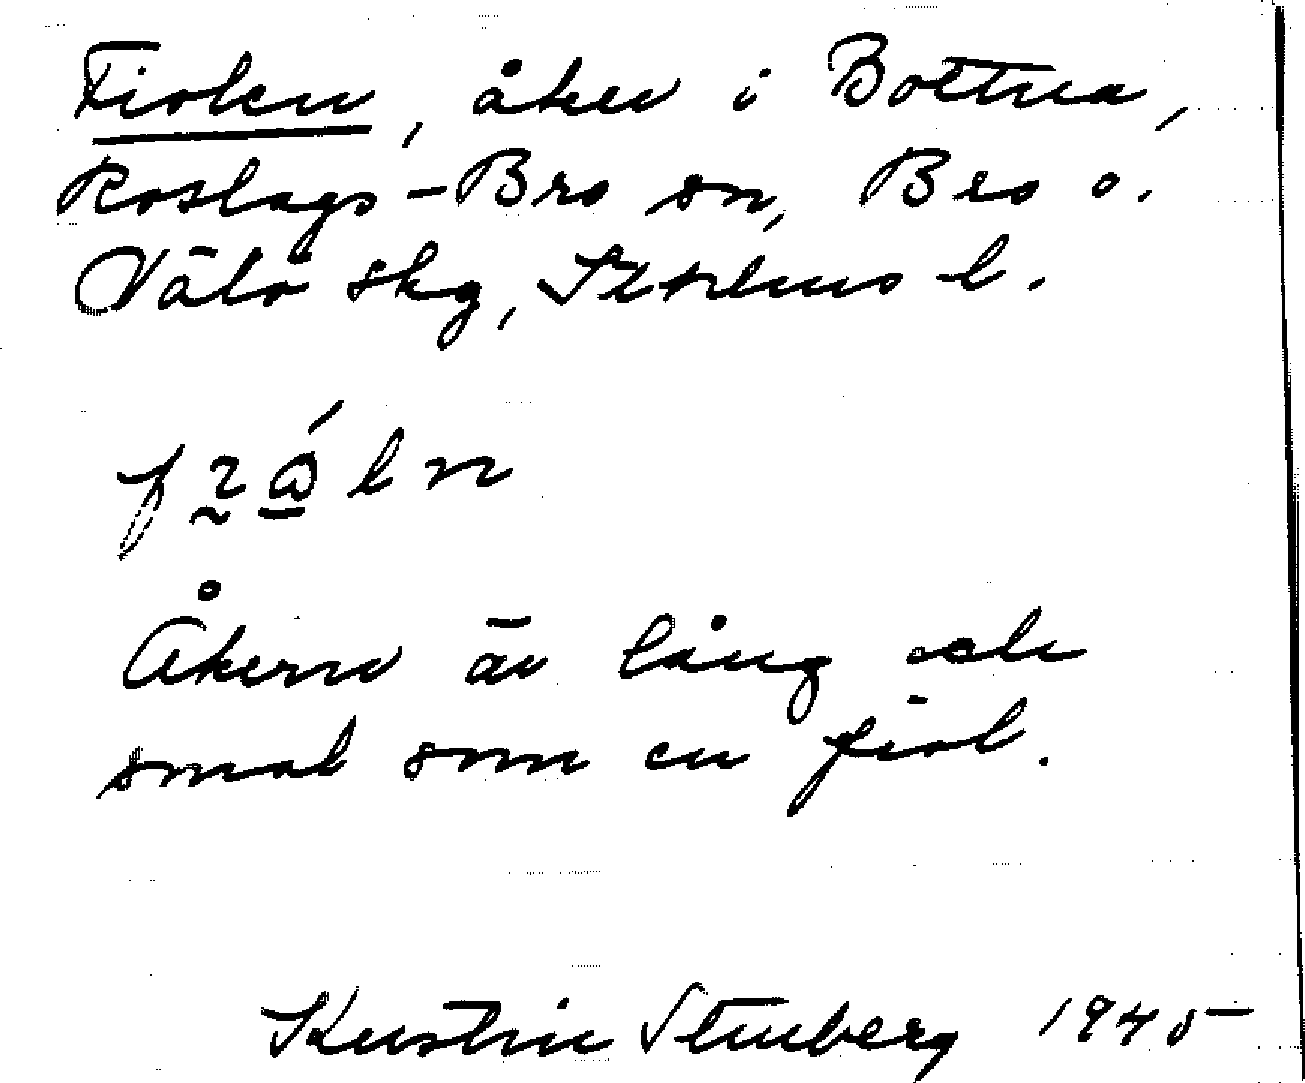 Fiolen, åker i Bottna,
Roslags-Bro sn, Bro o.
Vätö skg, Sthlms l.
Åkern är lång och
smal som en fiol.
Kerstin Stenberg 1945